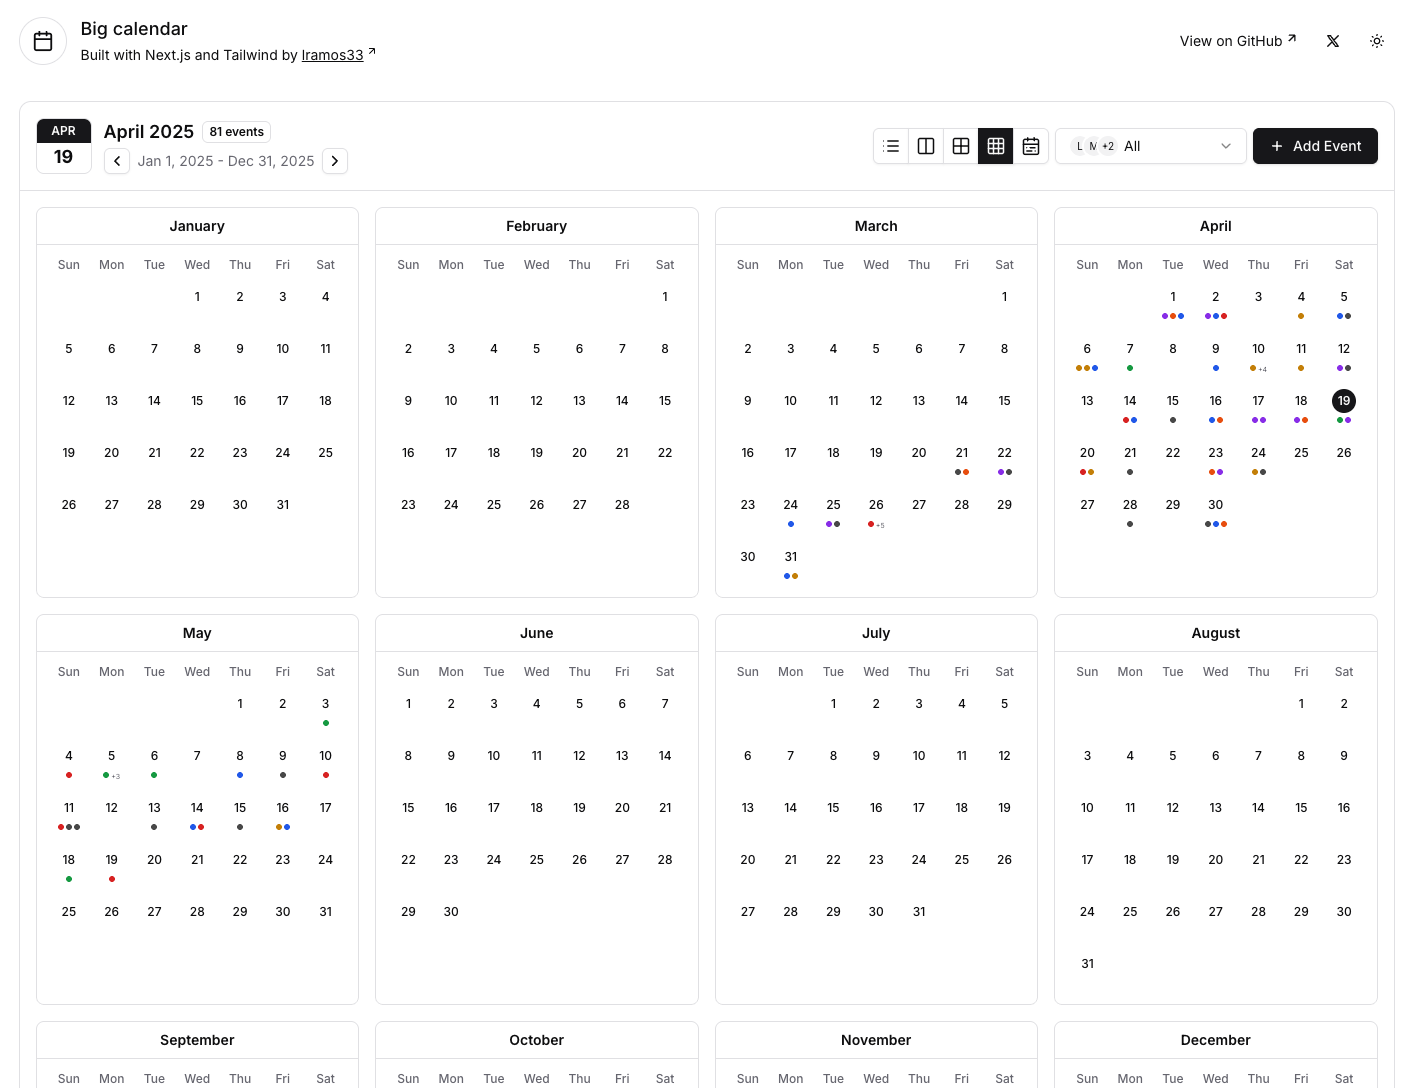 Big calendar
Built with Next.js and Tailwind by lramos33
View on GitHub
APR
19
April 2025
81 events
Jan 1, 2025 - Dec 31, 2025
L M +2 All
Add Event
January
Sun Mon Tue Wed Thu Fri Sat
1 2 3 4
5 6 7 8 9 10 11
12 13 14 15 16 17 18
19 20 21 22 23 24 25
26 27 28 29 30 31
February
Sun Mon Tue Wed Thu Fri Sat
1
2 3 4 5 6 7 8
9 10 11 12 13 14 15
16 17 18 19 20 21 22
23 24 25 26 27 28
March
Sun Mon Tue Wed Thu Fri Sat
1
2 3 4 5 6 7 8
9 10 11 12 13 14 15
16 17 18 19 20 21 22
23 24 25 26 27 28 29
+5
30 31
April
Sun Mon Tue Wed Thu Fri Sat
1 2 3 4 5
6 7 8 9 10 11 12
+4
13 14 15 16 17 18 19
20 21 22 23 24 25 26
27 28 29 30
May
Sun Mon Tue Wed Thu Fri Sat
1 2 3
4 5 6 7 8 9 10
+3
11 12 13 14 15 16 17
18 19 20 21 22 23 24
25 26 27 28 29 30 31
June
Sun Mon Tue Wed Thu Fri Sat
1 2 3 4 5 6 7
8 9 10 11 12 13 14
15 16 17 18 19 20 21
22 23 24 25 26 27 28
29 30
July
Sun Mon Tue Wed Thu Fri Sat
1 2 3 4 5
6 7 8 9 10 11 12
13 14 15 16 17 18 19
20 21 22 23 24 25 26
27 28 29 30 31
August
Sun Mon Tue Wed Thu Fri Sat
1 2
3 4 5 6 7 8 9
10 11 12 13 14 15 16
17 18 19 20 21 22 23
24 25 26 27 28 29 30
31
September
Sun Mon Tue Wed Thu Fri Sat
October
Sun Mon Tue Wed Thu Fri Sat
November
Sun Mon Tue Wed Thu Fri Sat
December
Sun Mon Tue Wed Thu Fri Sat